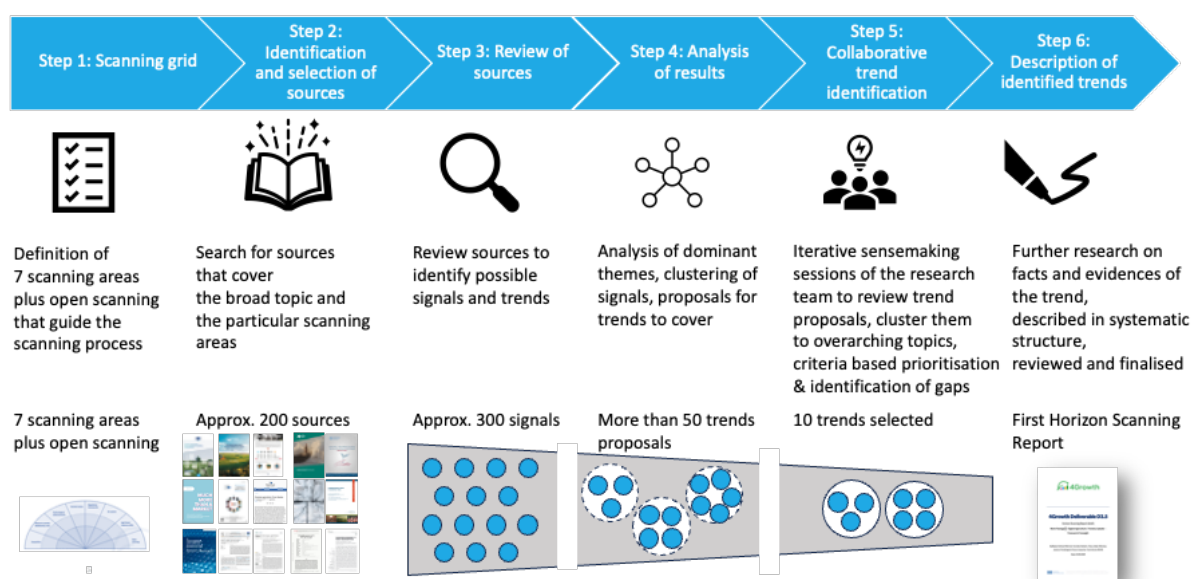 Step 1: Scanning grid
Step 2:
Identification
and selection of
sources
Step 3: Review of
sources
Step 4: Analysis
of results
Step 5:
Collaborative
trend
identification
Step 6:
Description of
identified trends
Definition of
7 scanning areas
plus open scanning
that guide the
scanning process
Search for sources
that cover
the broad topic and
the particular scanning
areas
Review sources to
identify possible
signals and trends
Analysis of dominant
themes, clustering of
signals, proposals for
trends to cover
Iterative sensemaking
sessions of the research
team to review trend
proposals, cluster them
to overarching topics,
criteria based prioritisation
& identification of gaps
Further research on
facts and evidences of
the trend,
described in systematic
structure,
reviewed and finalised
7 scanning areas
plus open scanning
Approx. 200 sources
Approx. 300 signals
More than 50 trends
proposals
10 trends selected
First Horizon Scanning
Report
4Growth
4Growth Deliverable D3.2